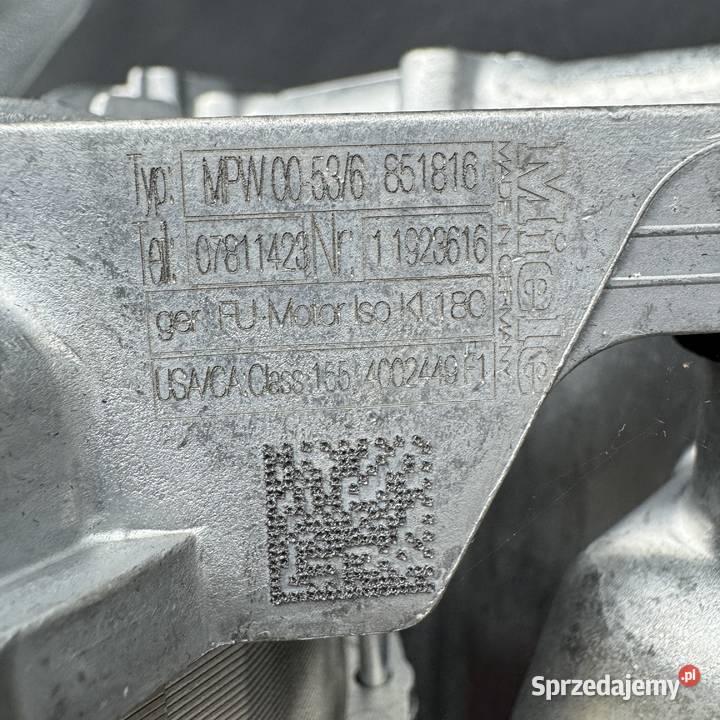 Typ: MPW 00-53/6 851816
Teil: 07811423 Nr. 11923616
ger. FU-Motor Iso Kl.180
USA/CA.Class 155 4002449 F1
Miele
MADE IN GERMANY
Sprzedajemy.pl